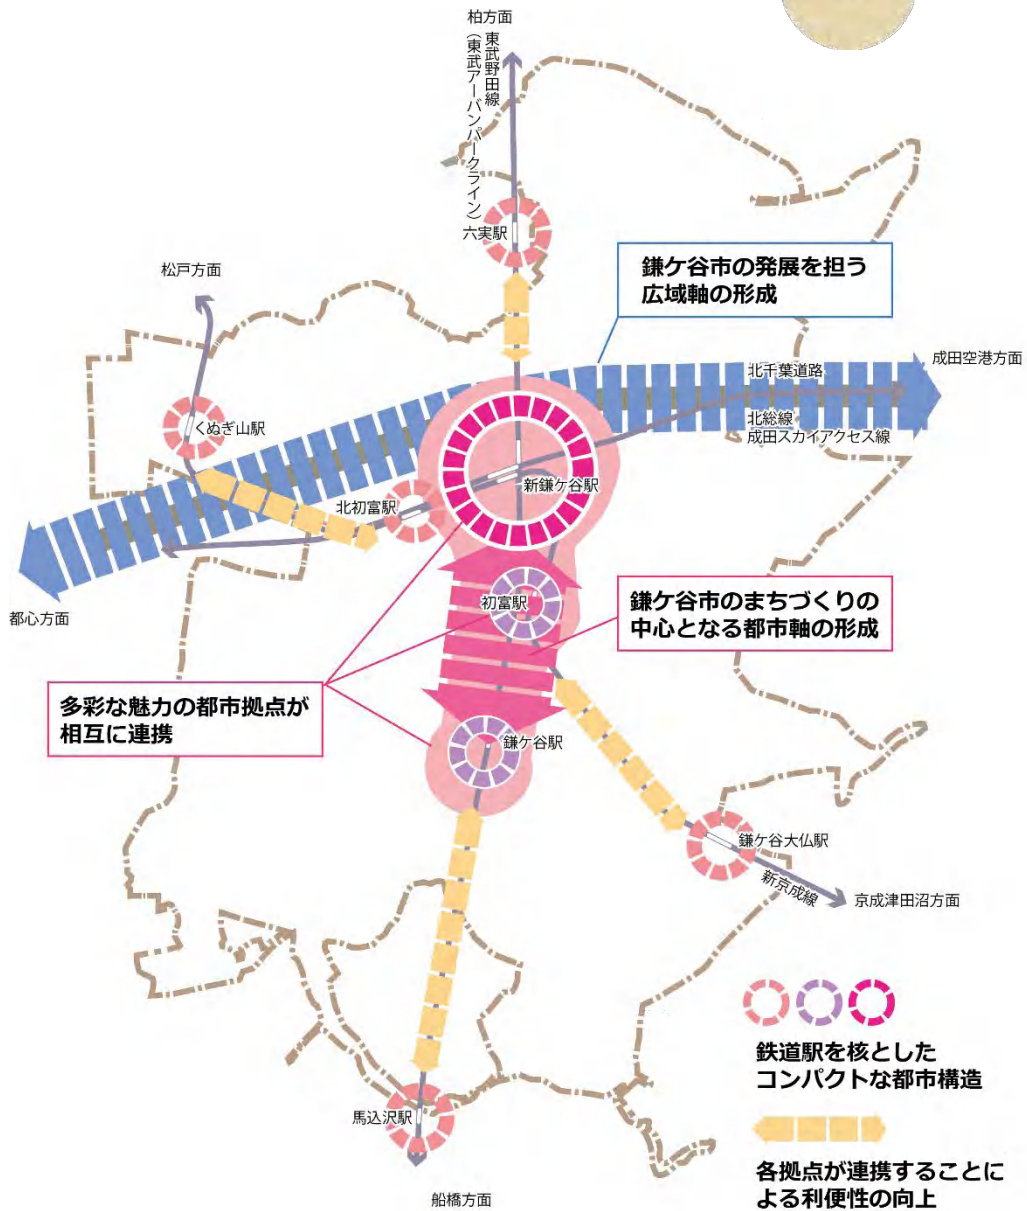 柏方面
東武野田線
（東武アーバンパークライン）
六実駅
松戸方面
鎌ケ谷市の発展を担う
広域軸の形成
成田空港方面
北千葉道路
北総線
成田スカイアクセス線
くぬぎ山駅
新鎌ケ谷駅
北初富駅
都心方面
初富駅
鎌ケ谷市のまちづくりの
中心となる都市軸の形成
多彩な魅力の都市拠点が
相互に連携
鎌ケ谷駅
鎌ケ谷大仏駅
新京成線
京成津田沼方面
鉄道駅を核とした
コンパクトな都市構造
馬込沢駅
各拠点が連携することに
よる利便性の向上
船橋方面